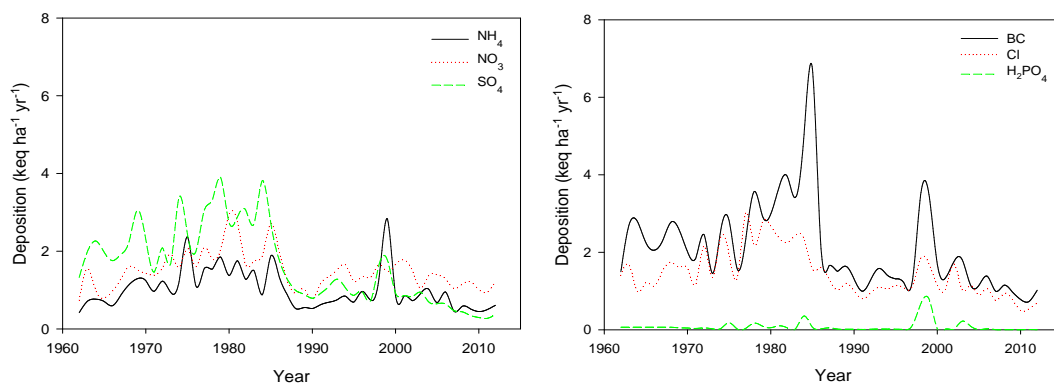 Deposition (keq ha⁻¹ yr⁻¹)
8
6
4
2
0
NH₄
NO₃
SO₄
1960 1970 1980 1990 2000 2010
Year
Deposition (keq ha⁻¹ yr⁻¹)
8
6
4
2
0
BC
Cl
H₂PO₄
1960 1970 1980 1990 2000 2010
Year